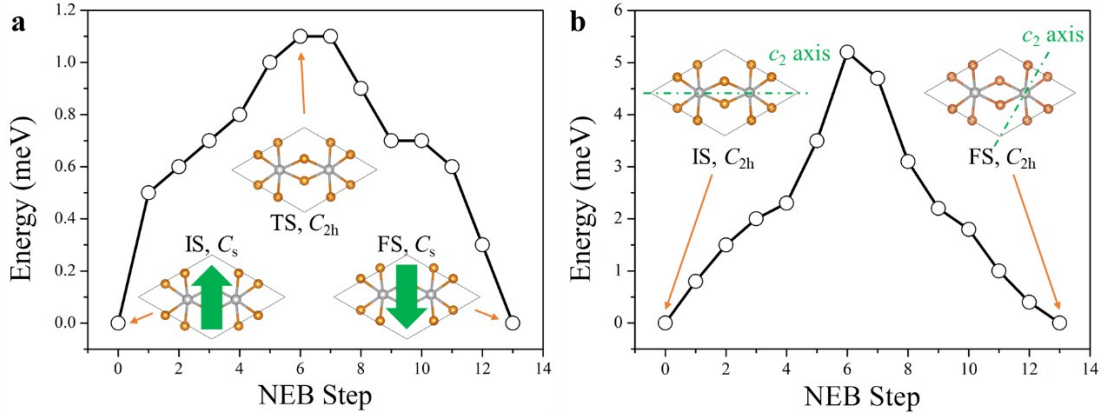 a
1.2
1.0
0.8
0.6
0.4
0.2
0.0
Energy (meV)
TS, C2h
IS, Cs
FS, Cs
0 2 4 6 8 10 12 14
NEB Step
b
6
5
4
3
2
1
0
Energy (meV)
c2 axis
c2 axis
IS, C2h
FS, C2h
0 2 4 6 8 10 12 14
NEB Step